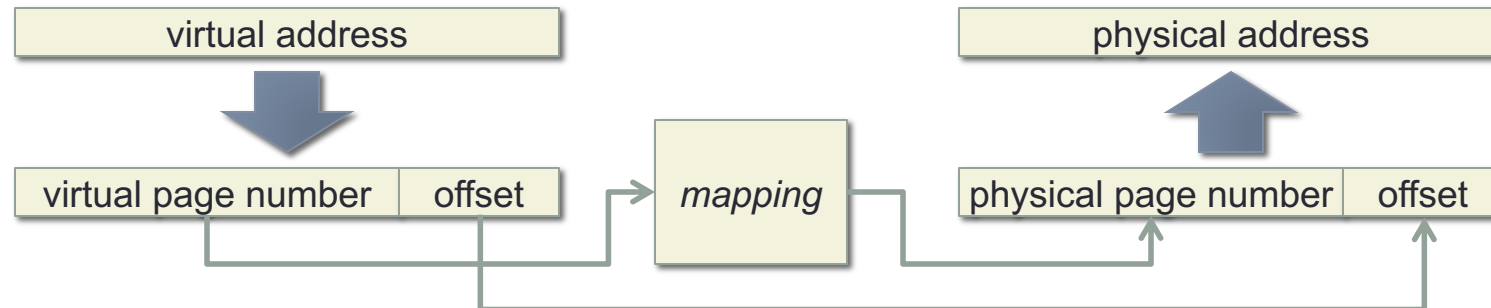 virtual address
physical address
virtual page number offset
mapping
physical page number offset